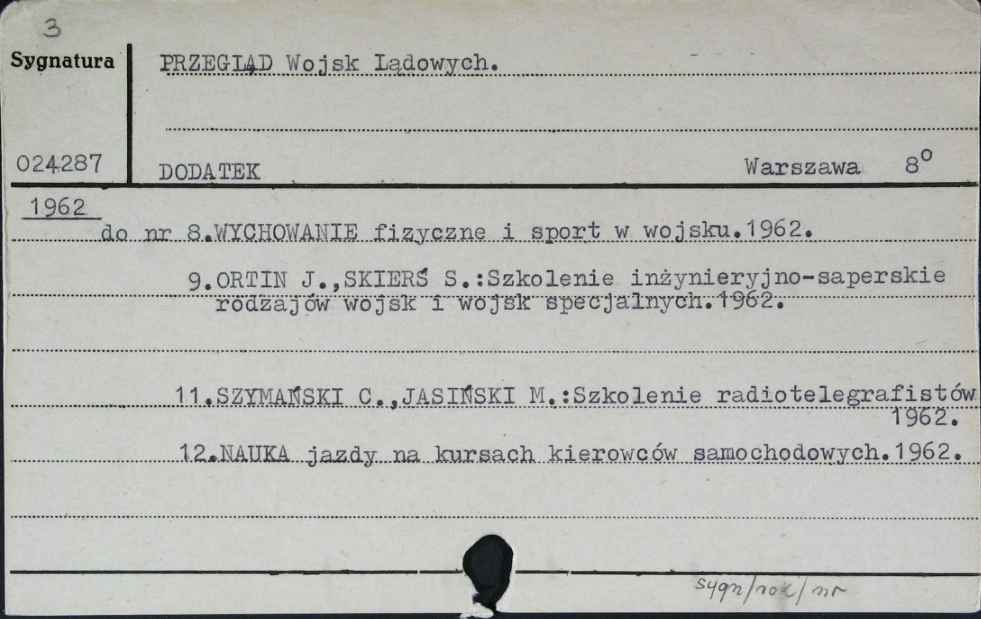 3
Sygnatura
PRZEGLĄD Wojsk Lądowych.
024287
DODATEK Warszawa 8°
1962
do nr 8.WYCHOWANIE fizyczne i sport w wojsku.1962.
9.ORTIN J.,SKIERŚ S.:Szkolenie inżynieryjno-saperskie
rodzajów wojsk i wojsk specjalnych.1962.
11.SZYMAŃSKI C.,JASIŃSKI M.:Szkolenie radiotelegrafistów
1962.
12.NAUKA jazdy na kursach kierowców samochodowych.1962.
sygn/rok/nr